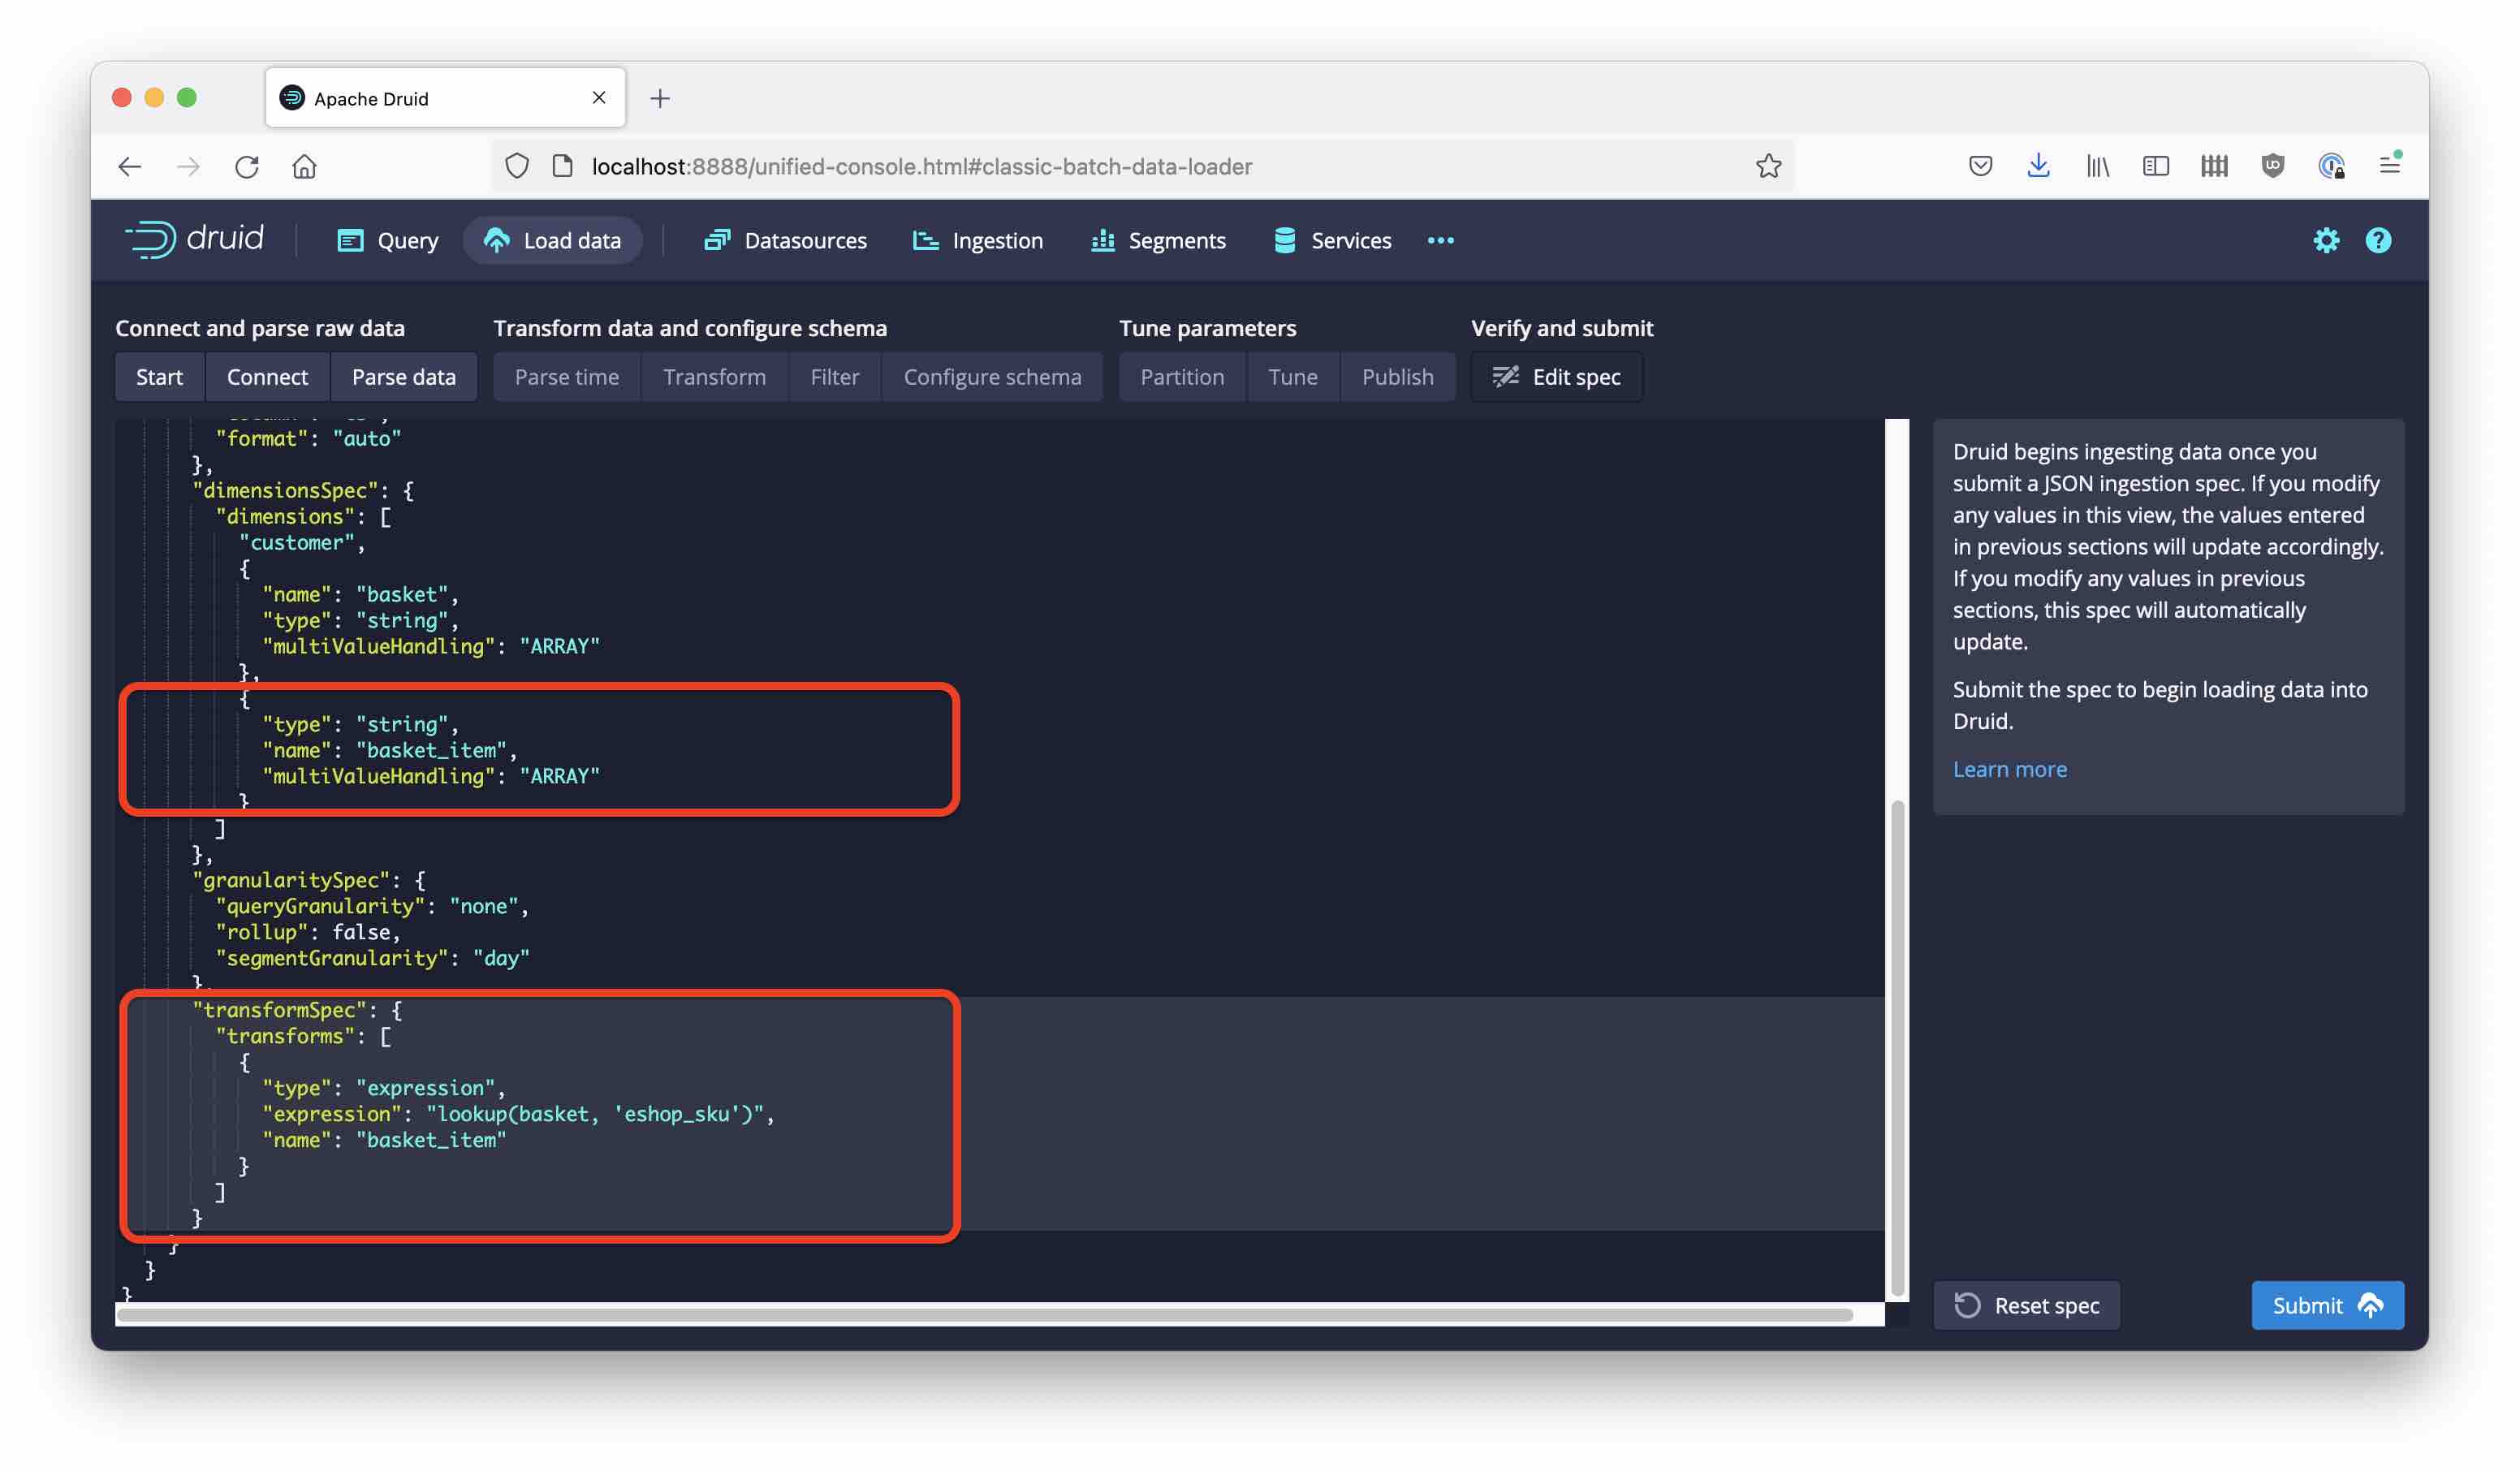 Apache Druid
localhost:8888/unified-console.html#classic-batch-data-loader
druid
Query
Load data
Datasources
Ingestion
Segments
Services
Connect and parse raw data
Transform data and configure schema
Tune parameters
Verify and submit
Start
Connect
Parse data
Parse time
Transform
Filter
Configure schema
Partition
Tune
Publish
Edit spec
"format": "auto"
},
"dimensionsSpec": {
"dimensions": [
"customer",
{
"name": "basket",
"type": "string",
"multiValueHandling": "ARRAY"
},
{
"type": "string",
"name": "basket_item",
"multiValueHandling": "ARRAY"
}
]
},
"granularitySpec": {
"queryGranularity": "none",
"rollup": false,
"segmentGranularity": "day"
},
"transformSpec": {
"transforms": [
{
"type": "expression",
"expression": "lookup(basket, 'eshop_sku')",
"name": "basket_item"
}
]
}
}
}
}
Druid begins ingesting data once you
submit a JSON ingestion spec. If you modify
any values in this view, the values entered
in previous sections will update accordingly.
If you modify any values in previous
sections, this spec will automatically
update.
Submit the spec to begin loading data into
Druid.
Learn more
Reset spec
Submit